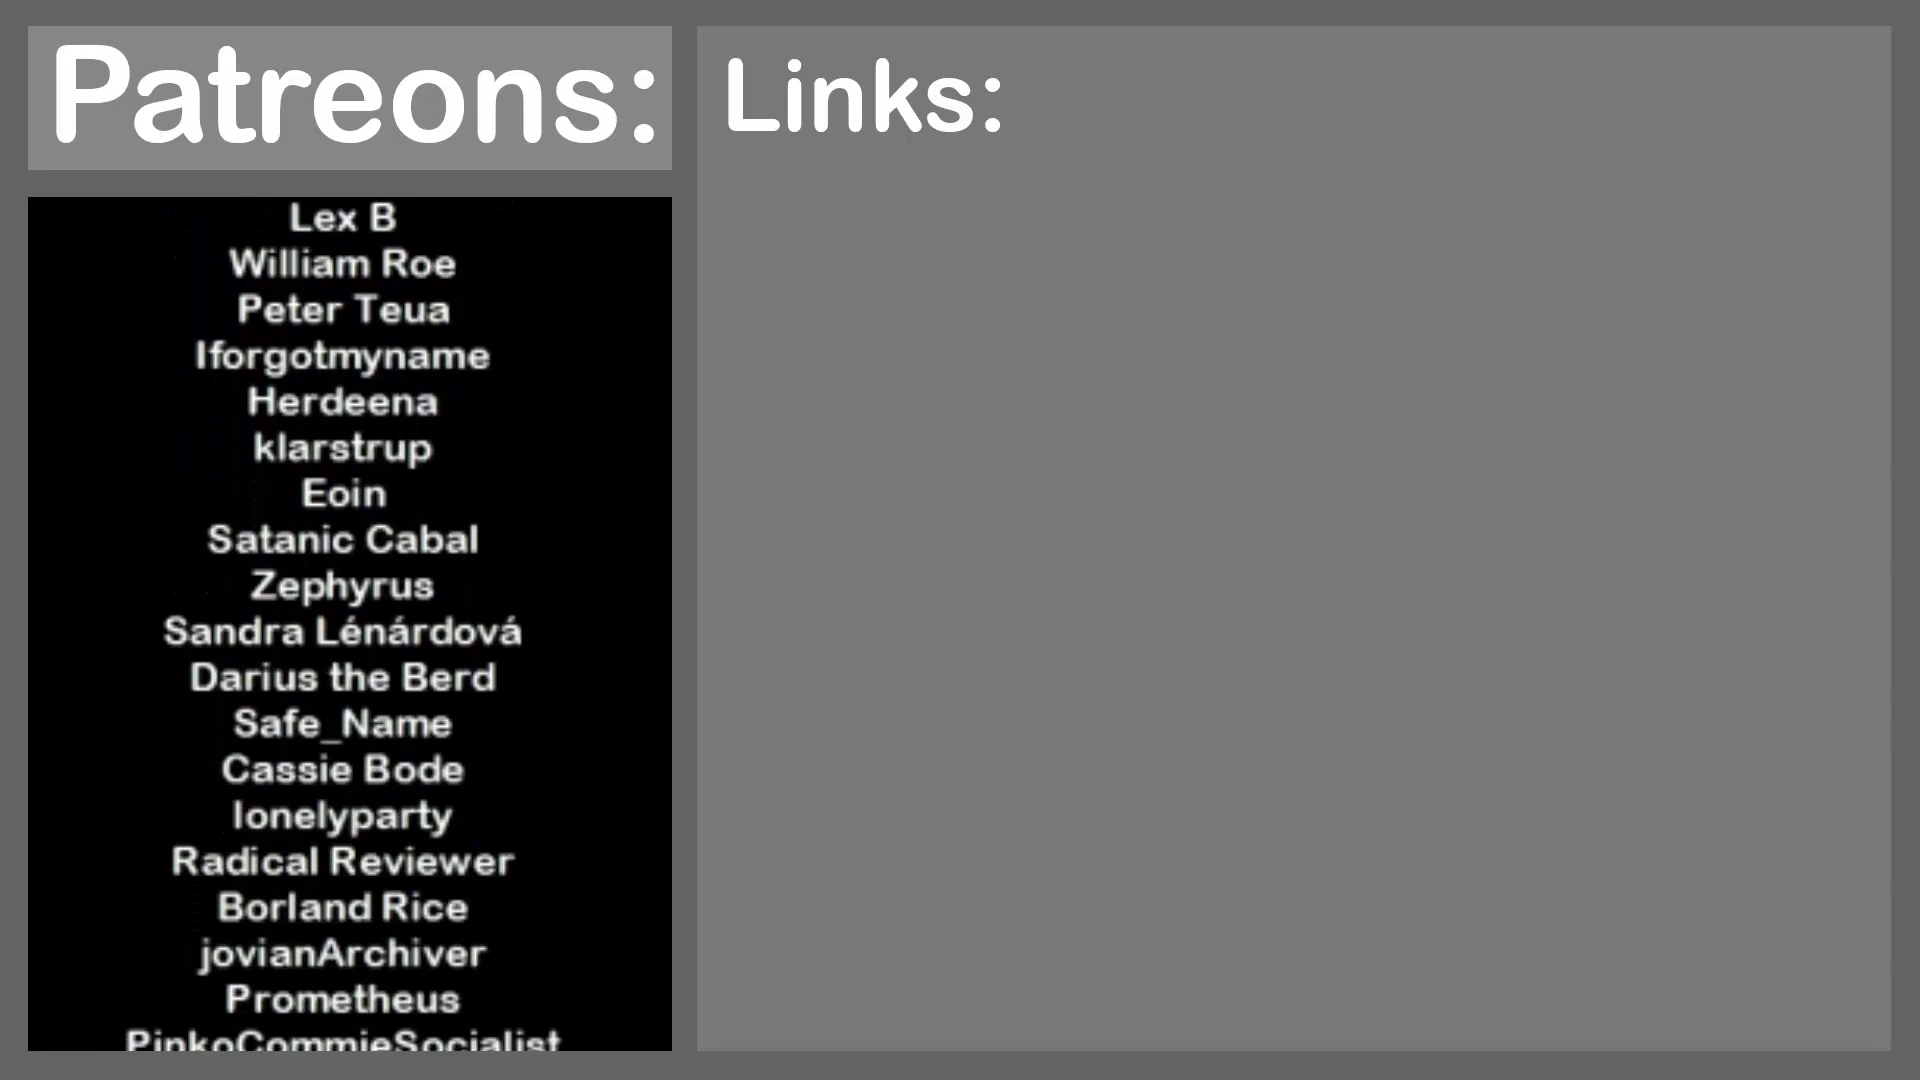 Patreons:
Lex B
William Roe
Peter Teua
Iforgotmyname
Herdeena
klarstrup
Eoin
Satanic Cabal
Zephyrus
Sandra Lénárdová
Darius the Berd
Safe_Name
Cassie Bode
lonelyparty
Radical Reviewer
Borland Rice
jovianArchiver
Prometheus
PinkoCommieSocialist
Links: